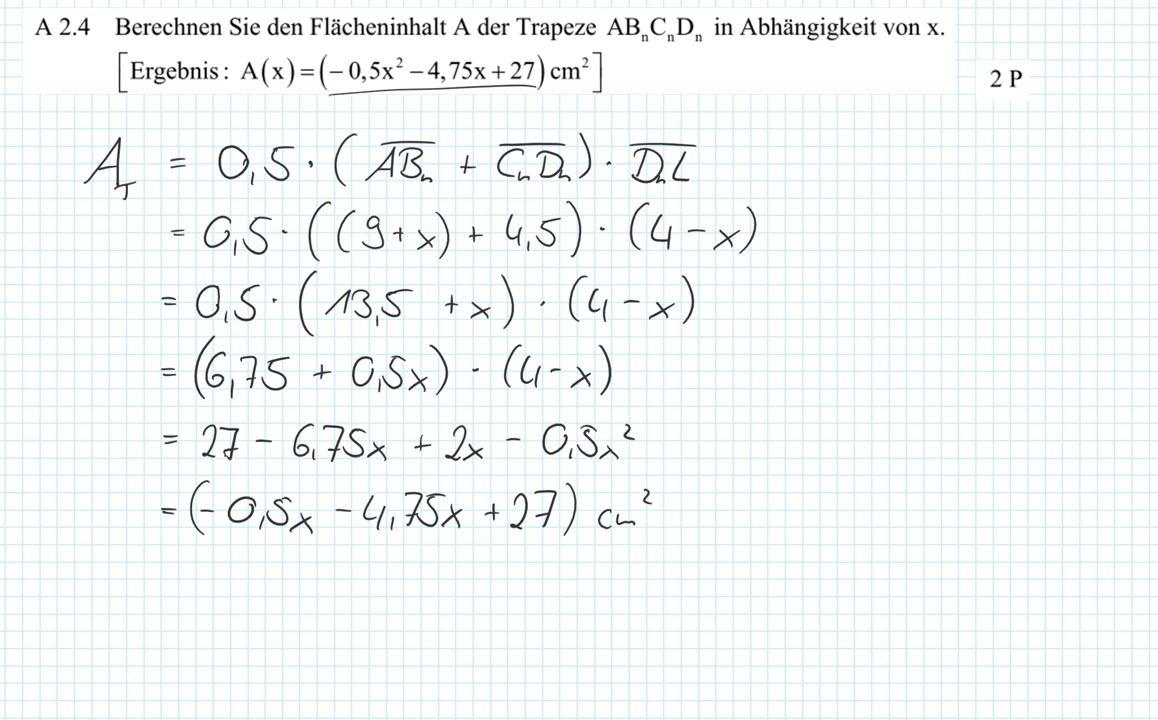 A 2.4 Berechnen Sie den Flächeninhalt A der Trapeze ABₙCₙDₙ in Abhängigkeit von x.
[Ergebnis: A(x)=(−0,5x²−4,75x+27)cm²]
2 P
A_T = 0,5 · (A̅B̅ₙ + C̅ₙD̅ₙ) · D̅ₙL̅
= 0,5 · ((9+x) + 4,5) · (4−x)
= 0,5 · (13,5 +x) · (4−x)
= (6,75 + 0,5x) · (4−x)
= 27 − 6,75x + 2x − 0,5x²
= (−0,5x −4,75x +27) cm²